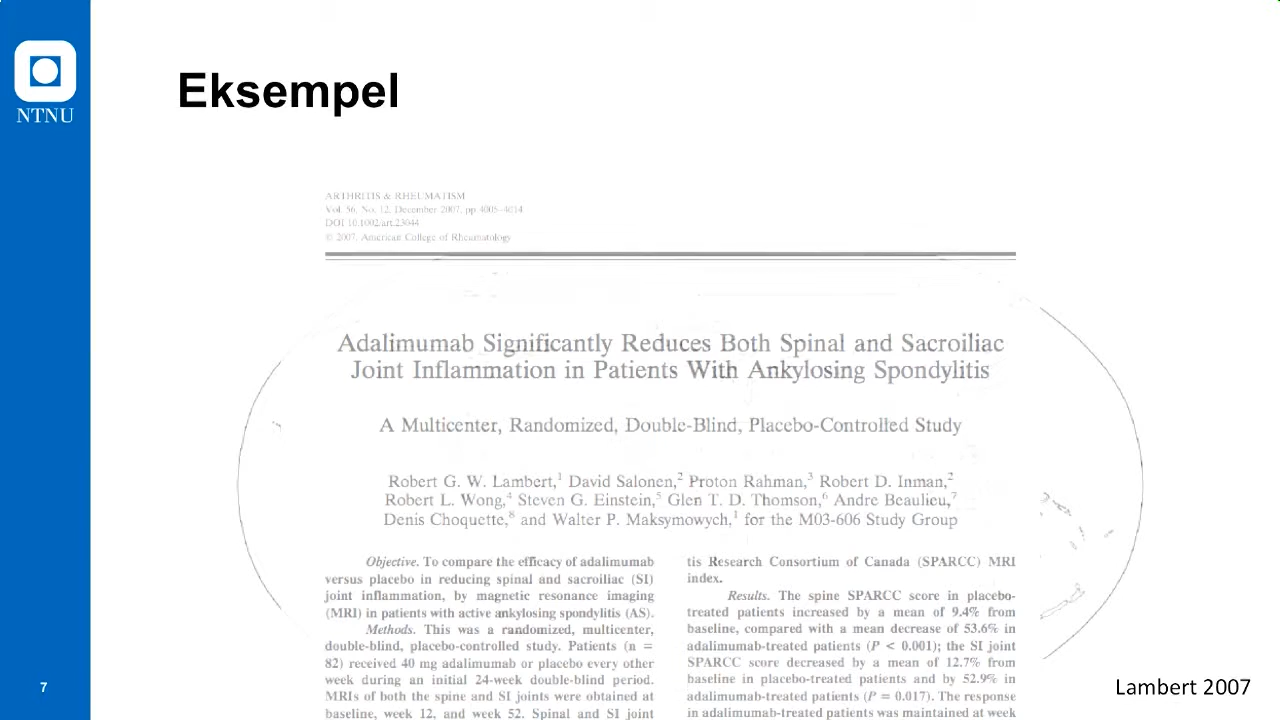 NTNU
Eksempel
ARTHRITIS & RHEUMATISM
Vol. 56, No. 12, December 2007, pp 4005–4014
DOI 10.1002/art.23044
© 2007, American College of Rheumatology
Adalimumab Significantly Reduces Both Spinal and Sacroiliac
Joint Inflammation in Patients With Ankylosing Spondylitis
A Multicenter, Randomized, Double-Blind, Placebo-Controlled Study
Robert G. W. Lambert,1 David Salonen,2 Proton Rahman,3 Robert D. Inman,2
Robert L. Wong,4 Steven G. Einstein,5 Glen T. D. Thomson,6 Andre Beaulieu,7
Denis Choquette,8 and Walter P. Maksymowych,1 for the M03-606 Study Group
Objective. To compare the efficacy of adalimumab
versus placebo in reducing spinal and sacroiliac (SI)
joint inflammation, by magnetic resonance imaging
(MRI) in patients with active ankylosing spondylitis (AS).
Methods. This was a randomized, multicenter,
double-blind, placebo-controlled study. Patients (n =
82) received 40 mg adalimumab or placebo every other
week during an initial 24-week double-blind period.
MRIs of both the spine and SI joints were obtained at
baseline, week 12, and week 52. Spinal and SI joint
tis Research Consortium of Canada (SPARCC) MRI
index.
Results. The spine SPARCC score in placebo-
treated patients increased by a mean of 9.4% from
baseline, compared with a mean decrease of 53.6% in
adalimumab-treated patients (P < 0.001); the SI joint
SPARCC score decreased by a mean of 12.7% from
baseline in placebo-treated patients and by 52.9% in
adalimumab-treated patients (P = 0.017). The response
in adalimumab-treated patients was maintained at week
7
Lambert 2007